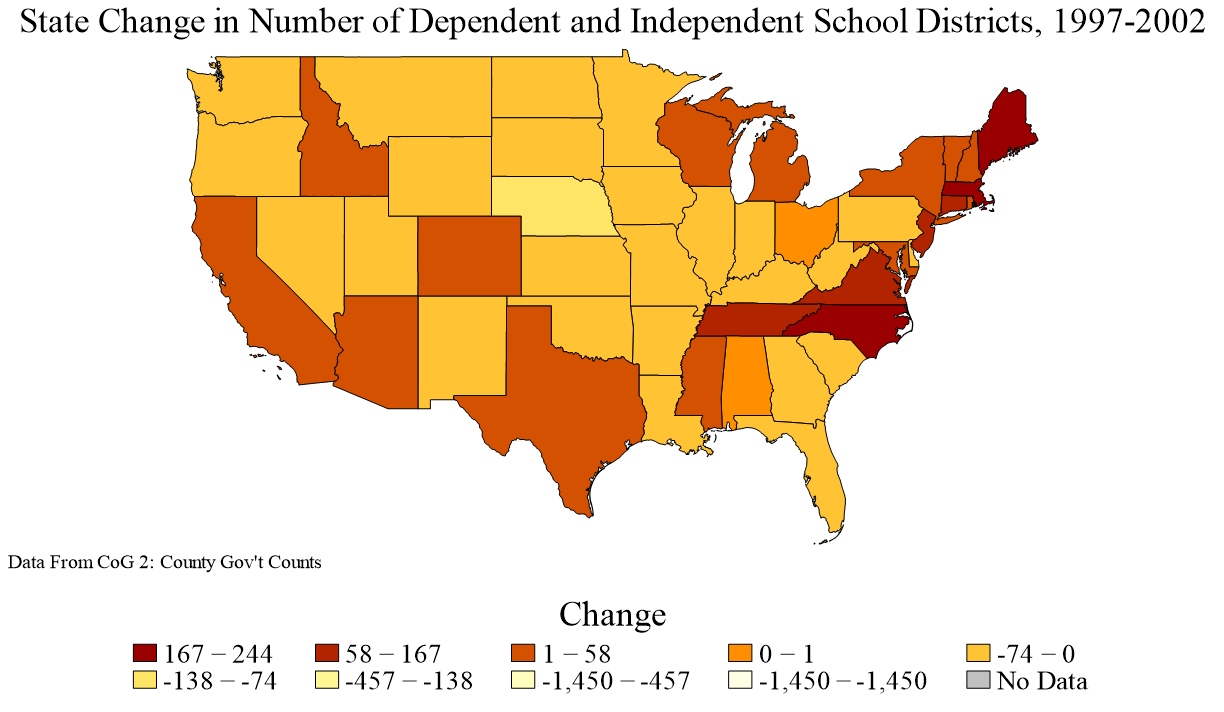 State Change in Number of Dependent and Independent School Districts, 1997-2002
Data From CoG 2: County Gov't Counts
Change
167 – 244 58 – 167 1 – 58 0 – 1 -74 – 0
-138 – -74 -457 – -138 -1,450 – -457 -1,450 – -1,450 No Data